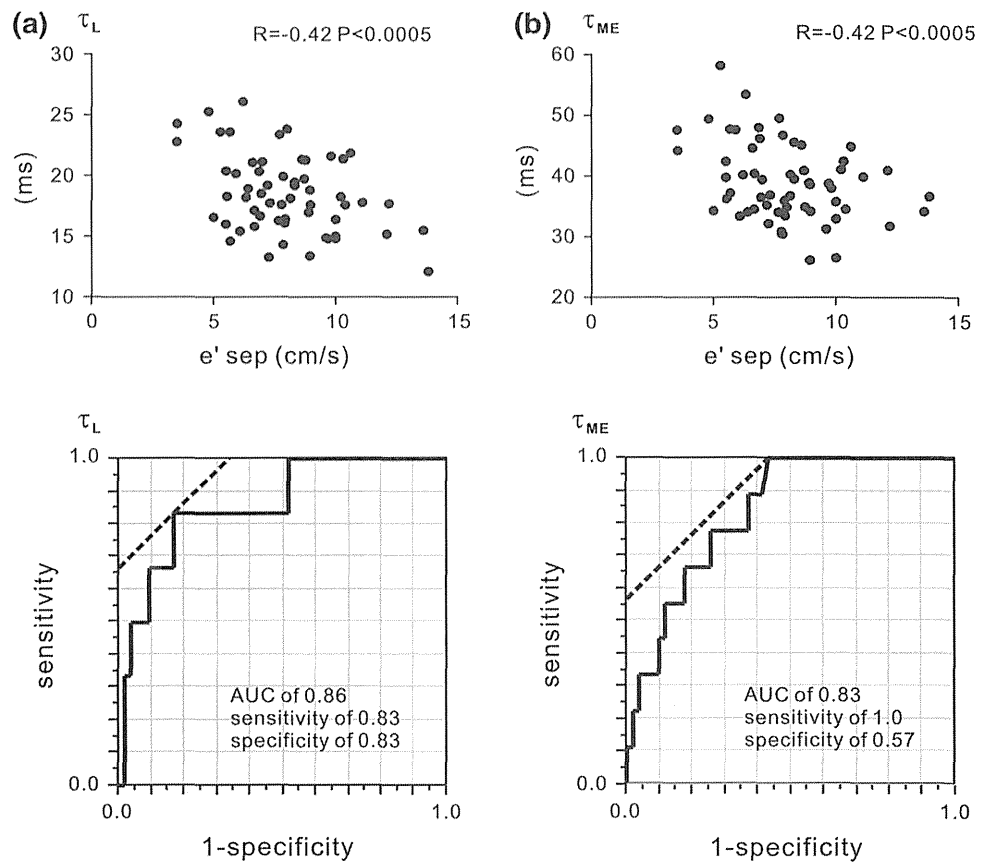 (a) τL
R=-0.42 P<0.0005
30
25
20
15
10
(ms)
0 5 10 15
e' sep (cm/s)
(b) τME
R=-0.42 P<0.0005
60
50
40
30
20
(ms)
0 5 10 15
e' sep (cm/s)
τL
1.0
sensitivity
0.0
AUC of 0.86
sensitivity of 0.83
specificity of 0.83
0.0 1.0
1-specificity
τME
1.0
sensitivity
0.0
AUC of 0.83
sensitivity of 1.0
specificity of 0.57
0.0 1.0
1-specificity